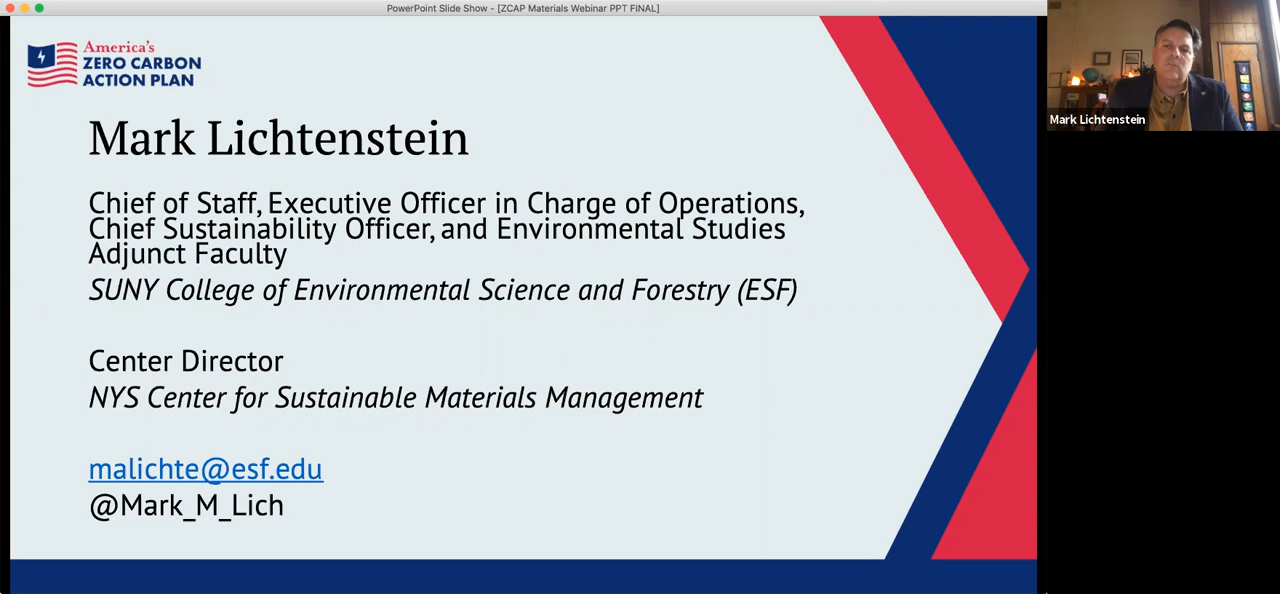 PowerPoint Slide Show - [ZCAP Materials Webinar PPT FINAL]
America's
ZERO CARBON
ACTION PLAN
Mark Lichtenstein
Chief of Staff, Executive Officer in Charge of Operations,
Chief Sustainability Officer, and Environmental Studies
Adjunct Faculty
SUNY College of Environmental Science and Forestry (ESF)
Center Director
NYS Center for Sustainable Materials Management
malichte@esf.edu
@Mark_M_Lich
Mark Lichtenstein